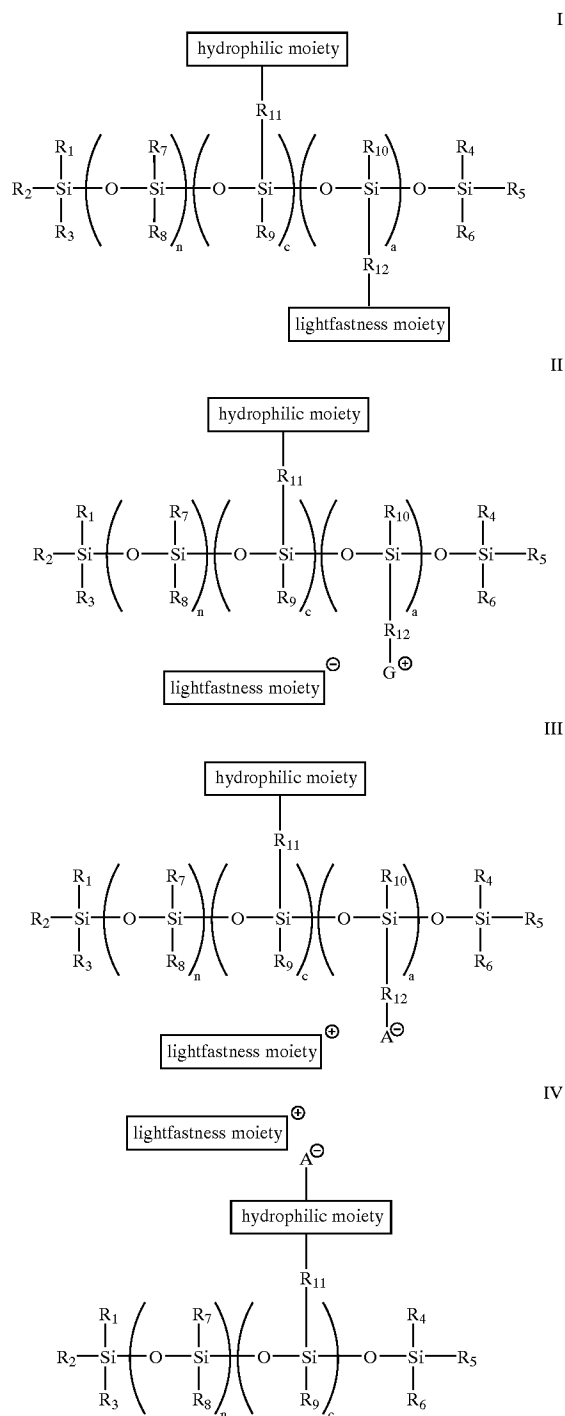 I
hydrophilic moiety
R11
R1 R7 R10 R4
R2 Si O Si O Si O Si O Si R5
R3 R8 n R9 c R12 a R6
lightfastness moiety
II
hydrophilic moiety
R11
R1 R7 R10 R4
R2 Si O Si O Si O Si O Si R5
R3 R8 n R9 c a R6
R12
lightfastness moiety ⊖ G ⊕
III
hydrophilic moiety
R11
R1 R7 R10 R4
R2 Si O Si O Si O Si O Si R5
R3 R8 n R9 c a R6
R12
lightfastness moiety ⊕ A ⊖
IV
lightfastness moiety ⊕
A ⊖
hydrophilic moiety
R11
R1 R7 R4
R2 Si O Si O Si O Si R5
R3 R8 n R9 c R6